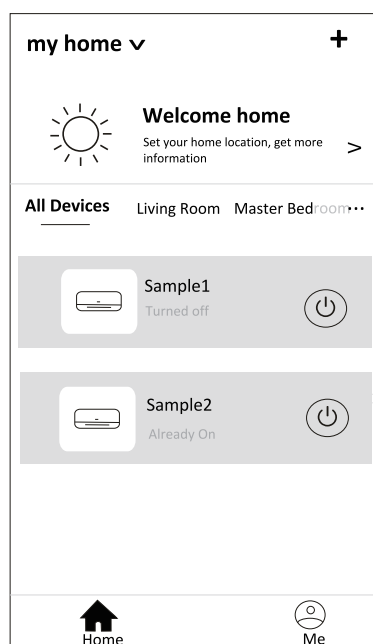 my home
+
Welcome home
Set your home location, get more
information
>
All Devices Living Room Master Bedroom...
Sample1
Turned off
Sample2
Already On
Home Me